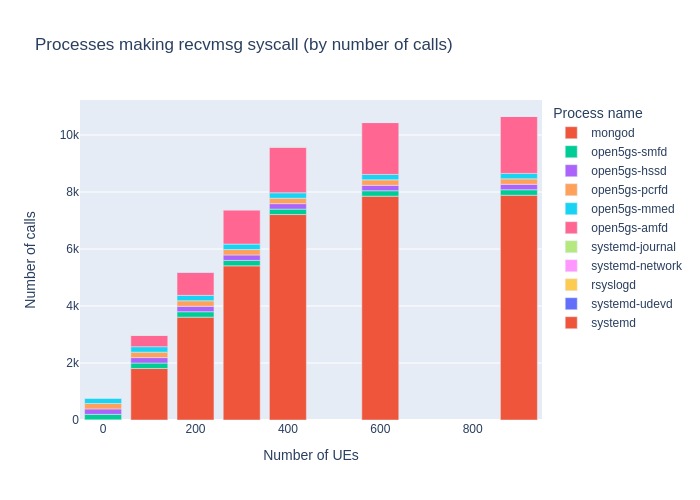 Processes making recvmsg syscall (by number of calls)
Process name
mongod
open5gs-smfd
open5gs-hssd
open5gs-pcrfd
open5gs-mmed
open5gs-amfd
systemd-journal
systemd-network
rsyslogd
systemd-udevd
systemd
Number of calls
10k
8k
6k
4k
2k
0
0 200 400 600 800
Number of UEs